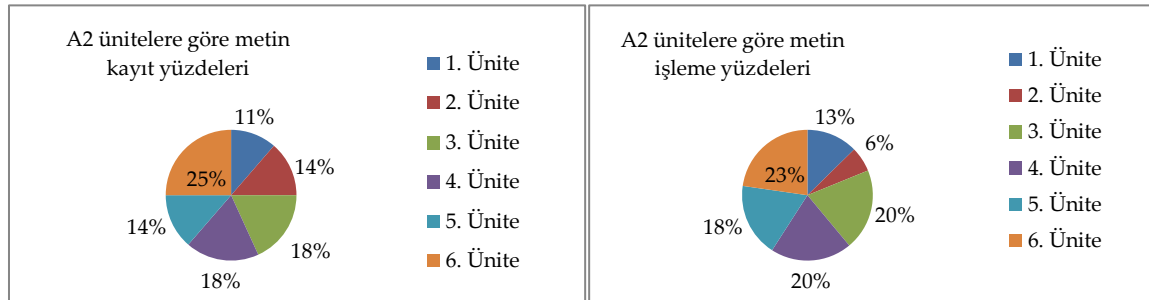 A2 ünitelere göre metin
kayıt yüzdeleri
11%
14%
18%
18%
14%
25%
1. Ünite
2. Ünite
3. Ünite
4. Ünite
5. Ünite
6. Ünite
A2 ünitelere göre metin
işleme yüzdeleri
13%
6%
20%
20%
18%
23%
1. Ünite
2. Ünite
3. Ünite
4. Ünite
5. Ünite
6. Ünite